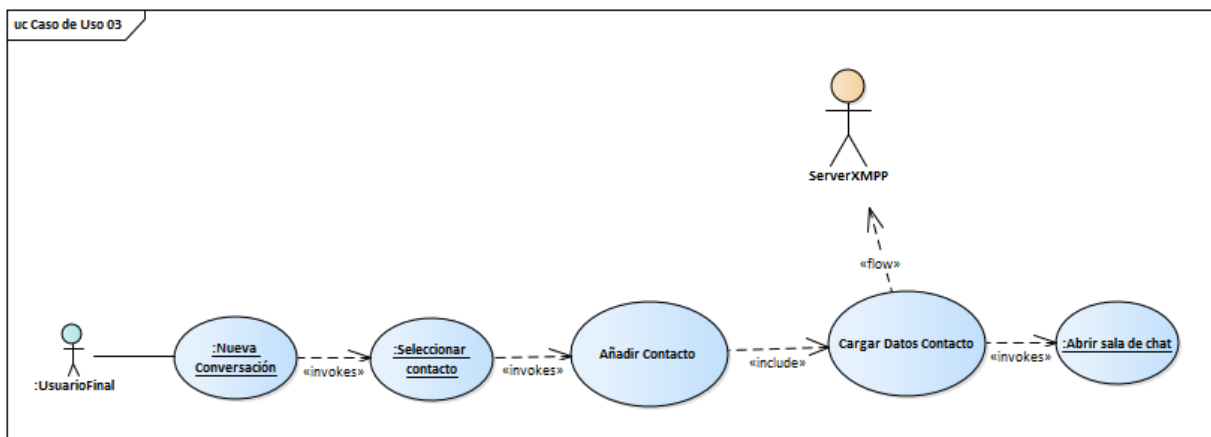 uc Caso de Uso 03
ServerXMPP
«flow»
:UsuarioFinal
:Nueva
Conversación
«invokes»
:Seleccionar
contacto
«invokes»
Añadir Contacto
«include»
Cargar Datos Contacto
«invokes»
:Abrir sala de chat